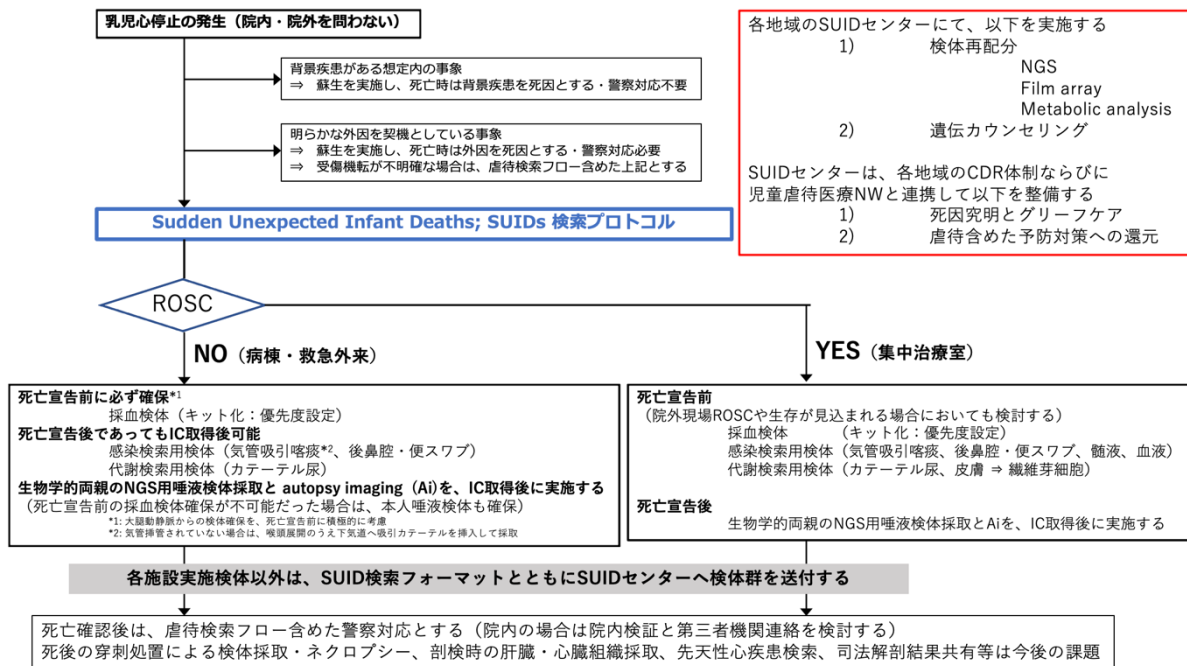 乳児心停止の発生（院内・院外を問わない）
背景疾患がある想定内の事象
⇒ 蘇生を実施し、死亡時は背景疾患を死因とする・警察対応不要
明らかな外因を契機としている事象
⇒ 蘇生を実施し、死亡時は外因を死因とする・警察対応必要
⇒ 受傷機転が不明確な場合は、虐待検索フロー含めた上記とする
各地域のSUIDセンターにて、以下を実施する
1) 検体再配分
NGS
Film array
Metabolic analysis
2) 遺伝カウンセリング
SUIDセンターは、各地域のCDR体制ならびに
児童虐待医療NWと連携して以下を整備する
1) 死因究明とグリーフケア
2) 虐待含めた予防対策への還元
Sudden Unexpected Infant Deaths; SUIDs 検索プロトコル
ROSC
NO（病棟・救急外来）
YES（集中治療室）
死亡宣告前に必ず確保*1
採血検体（キット化：優先度設定）
死亡宣告後であってもIC取得後可能
感染検索用検体（気管吸引喀痰*2、後鼻腔・便スワブ）
代謝検索用検体（カテーテル尿）
生物学的両親のNGS用唾液検体採取と autopsy imaging（Ai)を、IC取得後に実施する
（死亡宣告前の採血検体確保が不可能だった場合は、本人唾液検体も確保）
*1: 大腿動静脈からの検体確保を、死亡宣告前に積極的に考慮
*2: 気管挿管されていない場合は、喉頭展開のうえ下気道へ吸引カテーテルを挿入して採取
死亡宣告前
（院外現場ROSCや生存が見込まれる場合においても検討する）
採血検体 （キット化：優先度設定）
感染検索用検体（気管吸引喀痰、後鼻腔・便スワブ、髄液、血液）
代謝検索用検体（カテーテル尿、皮膚 ⇒ 繊維芽細胞）
死亡宣告後
生物学的両親のNGS用唾液検体採取とAiを、IC取得後に実施する
各施設実施検体以外は、SUID検索フォーマットとともにSUIDセンターへ検体群を送付する
死亡確認後は、虐待検索フロー含めた警察対応とする（院内の場合は院内検証と第三者機関連絡を検討する）
死後の穿刺処置による検体採取・ネクロプシー、剖検時の肝臓・心臓組織採取、先天性心疾患検索、司法解剖結果共有等は今後の課題